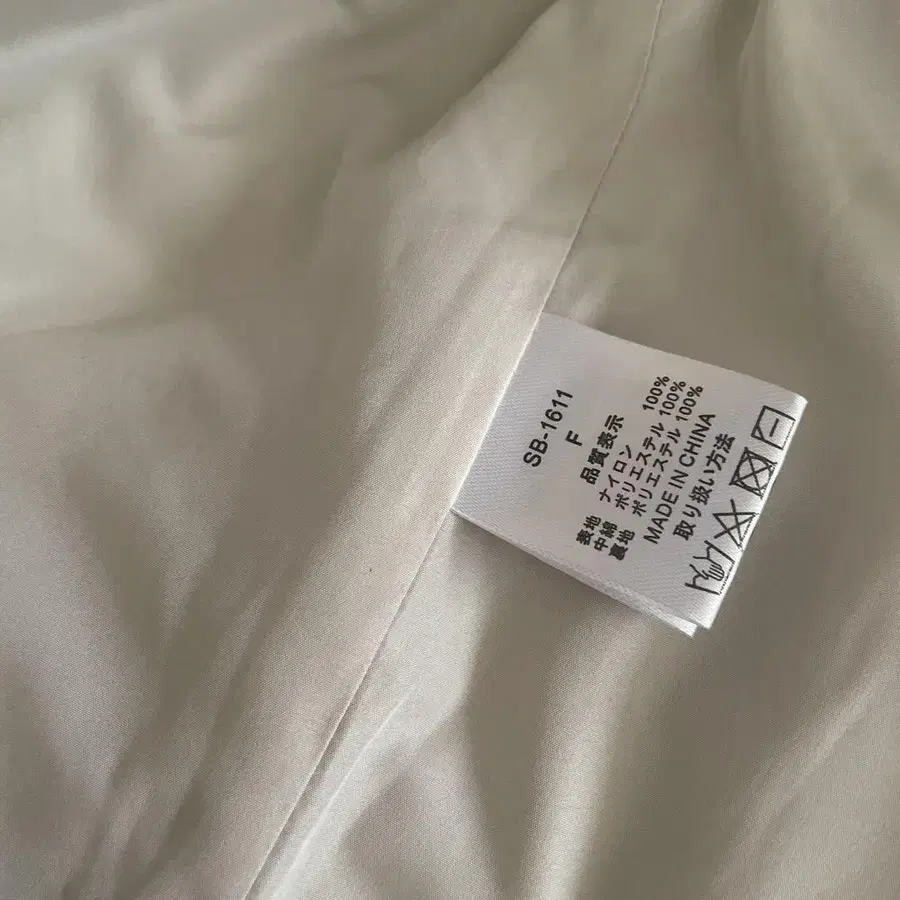 SB-1611
F
品質表示
表地 ナイロン 100%
中綿 ポリエステル 100%
裏地 ポリエステル 100%
MADE IN CHINA
取り扱い方法